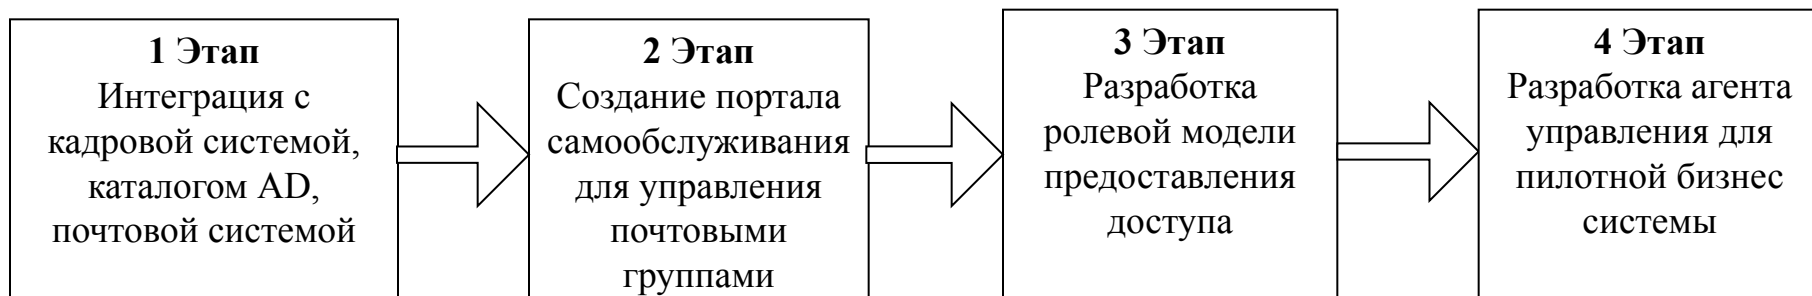 1 Этап
Интеграция с
кадровой системой,
каталогом AD,
почтовой системой
2 Этап
Создание портала
самообслуживания
для управления
почтовыми
группами
3 Этап
Разработка
ролевой модели
предоставления
доступа
4 Этап
Разработка агента
управления для
пилотной бизнес
системы